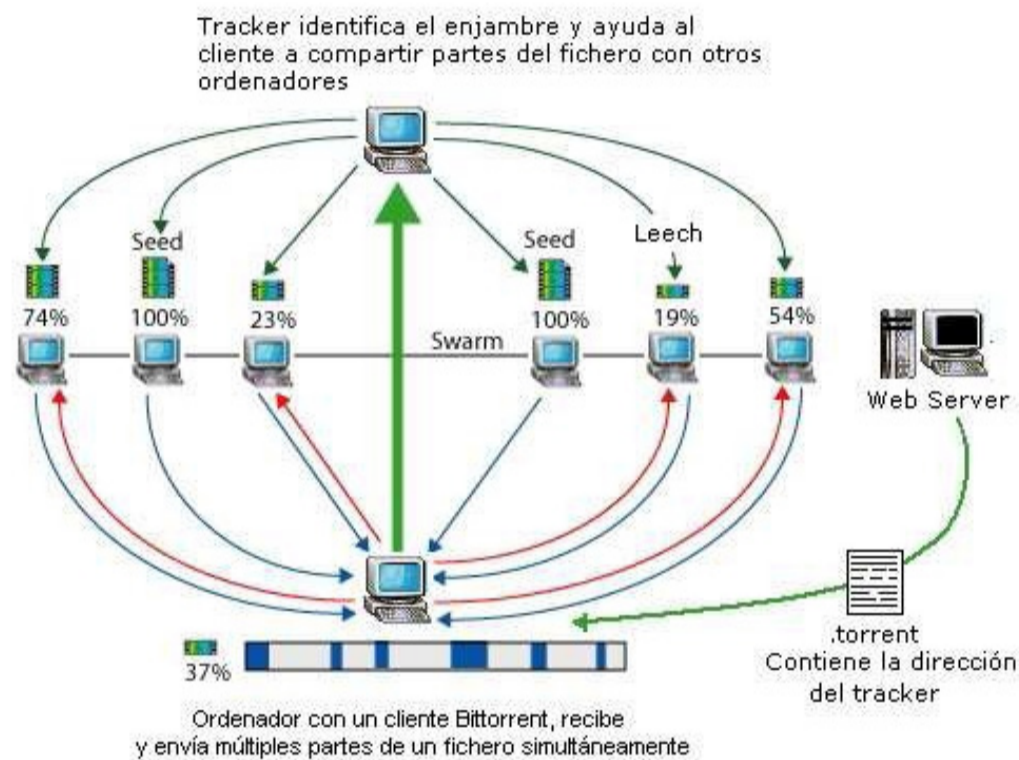 Tracker identifica el enjambre y ayuda al
cliente a compartir partes del fichero con otros
ordenadores
Seed
Seed
Leech
74%
100%
23%
100%
19%
54%
Swarm
Web Server
.torrent
Contiene la dirección
del tracker
37%
Ordenador con un cliente Bittorrent, recibe
y envía múltiples partes de un fichero simultáneamente